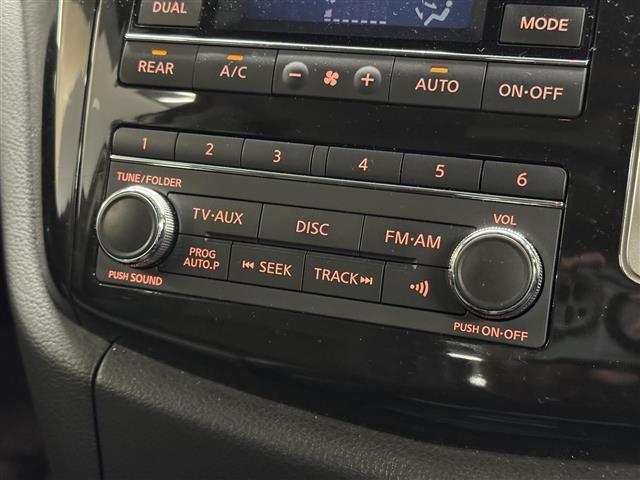 DUAL
MODE
REAR
A/C
AUTO
ON·OFF
1 2 3 4 5 6
TUNE/FOLDER
VOL
TV·AUX
DISC
FM·AM
PROG
AUTO.P
SEEK
TRACK
PUSH SOUND
PUSH ON·OFF